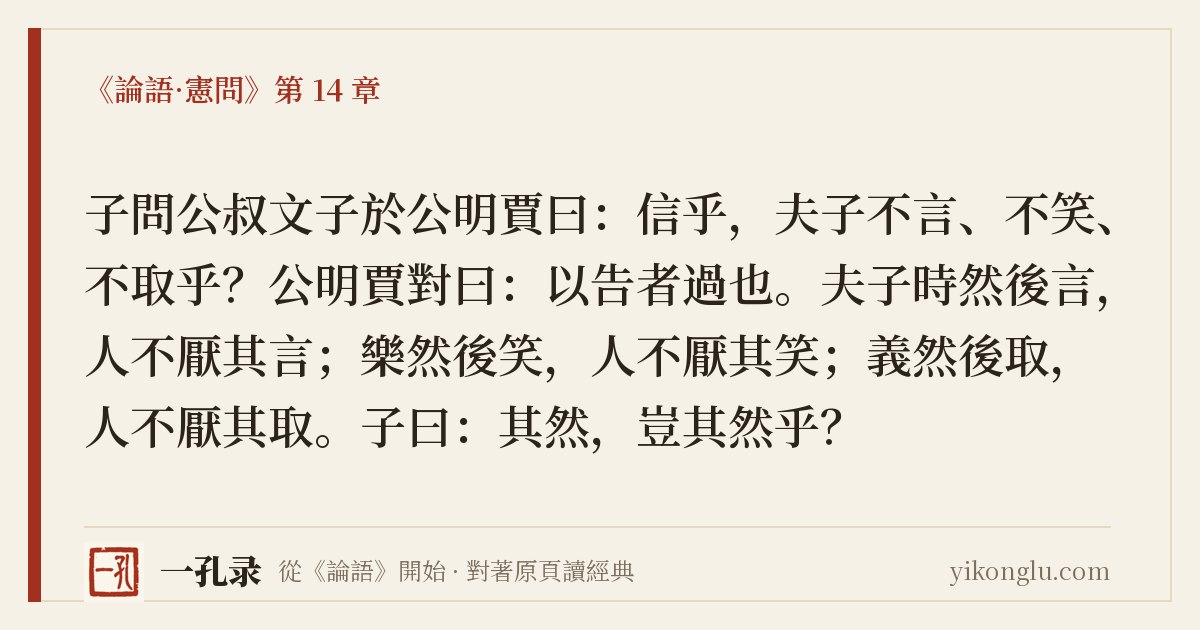 《論語·憲問》第 14 章
子問公叔文子於公明賈曰：信乎，夫子不言、不笑、
不取乎？公明賈對曰：以告者過也。夫子時然後言，
人不厭其言；樂然後笑，人不厭其笑；義然後取，
人不厭其取。子曰：其然，豈其然乎？
一孔
一孔录 從《論語》開始 · 對著原頁讀經典 yikonglu.com